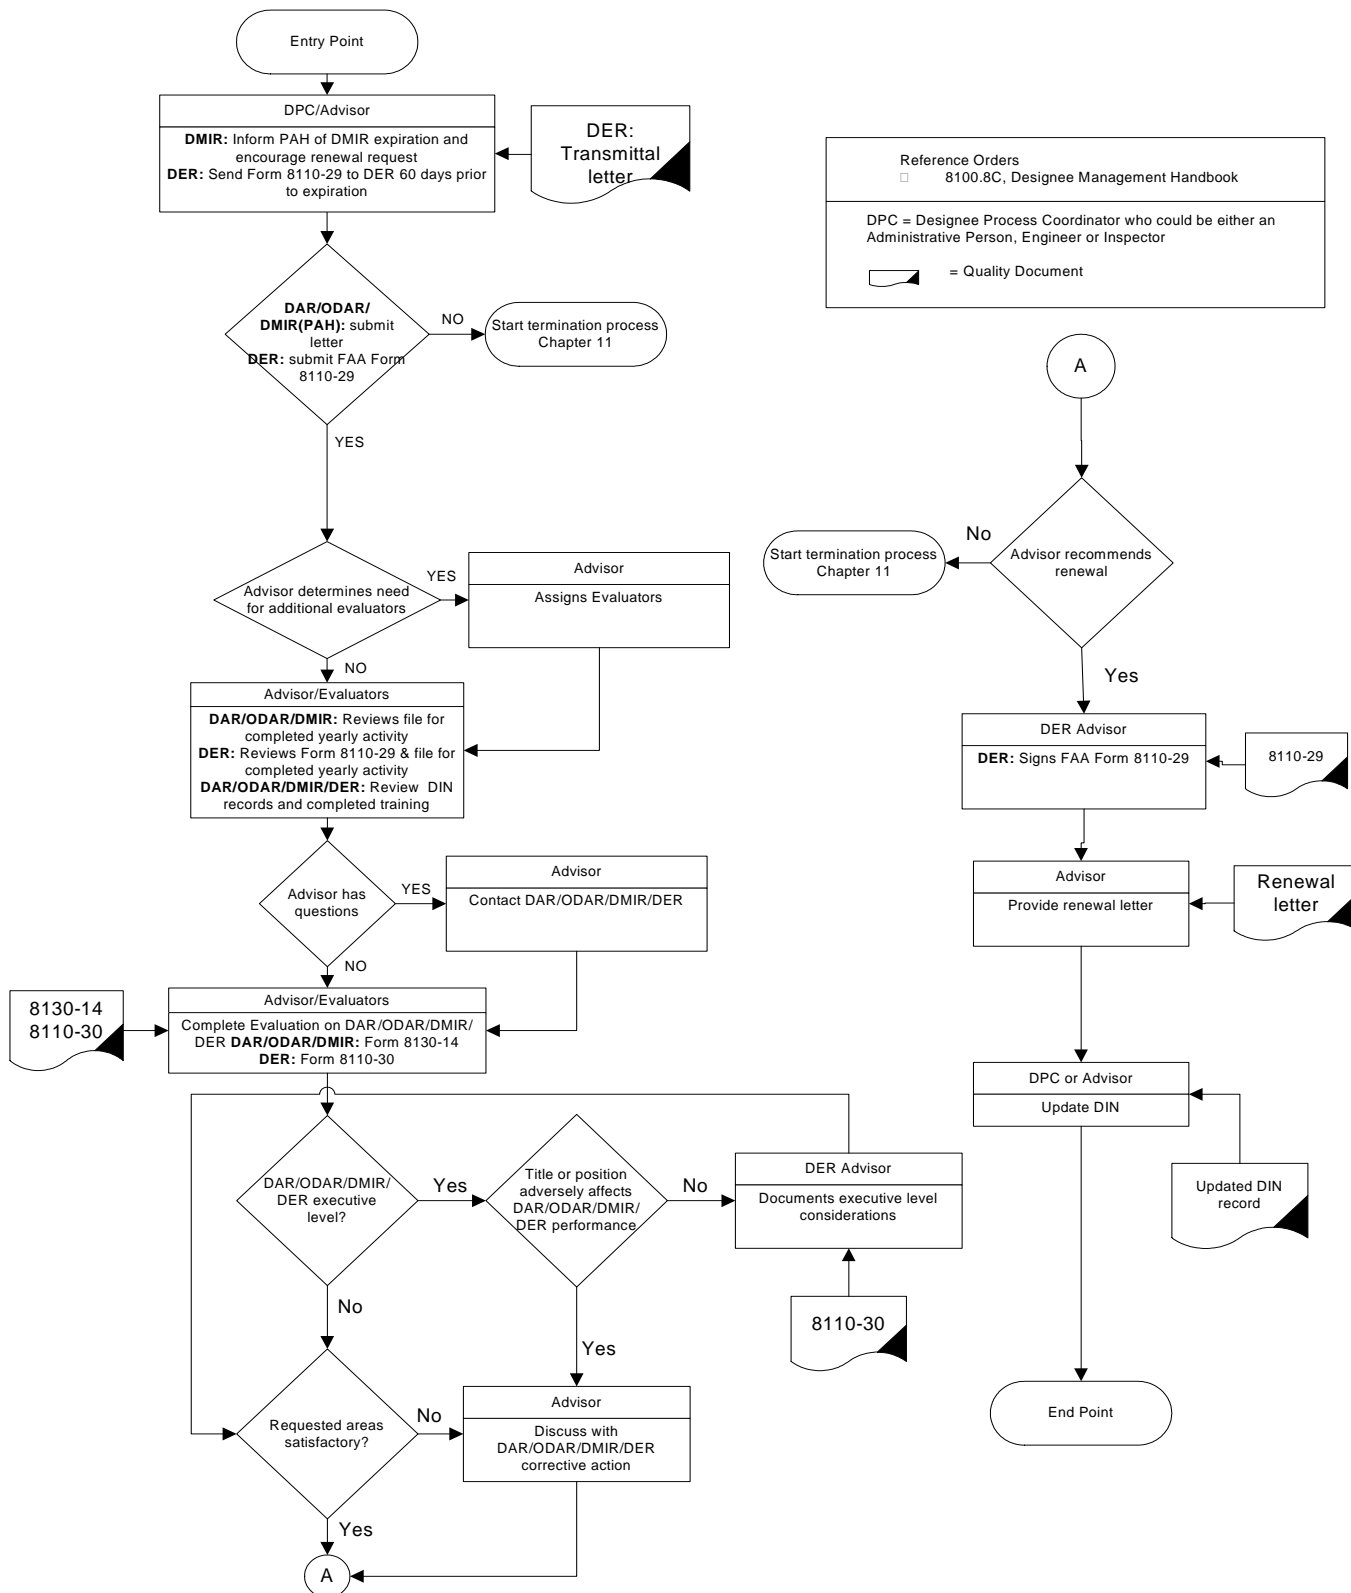 Entry Point
DPC/Advisor
DMIR: Inform PAH of DMIR expiration and
encourage renewal request
DER: Send Form 8110-29 to DER 60 days prior
to expiration
DER:
Transmittal
letter
DAR/ODAR/
DMIR(PAH): submit
letter
DER: submit FAA Form
8110-29
NO
Start termination process
Chapter 11
YES
Advisor determines need
for additional evaluators
YES
Advisor
Assigns Evaluators
NO
Advisor/Evaluators
DAR/ODAR/DMIR: Reviews file for
completed yearly activity
DER: Reviews Form 8110-29 & file for
completed yearly activity
DAR/ODAR/DMIR/DER: Review DIN
records and completed training
Advisor has
questions
YES
Advisor
Contact DAR/ODAR/DMIR/DER
NO
8130-14
8110-30
Advisor/Evaluators
Complete Evaluation on DAR/ODAR/DMIR/
DER DAR/ODAR/DMIR: Form 8130-14
DER: Form 8110-30
DAR/ODAR/DMIR/
DER executive
level?
Yes
Title or position
adversely affects
DAR/ODAR/DMIR/
DER performance
No
DER Advisor
Documents executive level
considerations
8110-30
No
Yes
Requested areas
satisfactory?
No
Advisor
Discuss with
DAR/ODAR/DMIR/DER
corrective action
Yes
A
Reference Orders
8100.8C, Designee Management Handbook
DPC = Designee Process Coordinator who could be either an
Administrative Person, Engineer or Inspector
= Quality Document
A
Advisor recommends
renewal
No
Start termination process
Chapter 11
Yes
DER Advisor
DER: Signs FAA Form 8110-29
8110-29
Advisor
Provide renewal letter
Renewal
letter
DPC or Advisor
Update DIN
Updated DIN
record
End Point